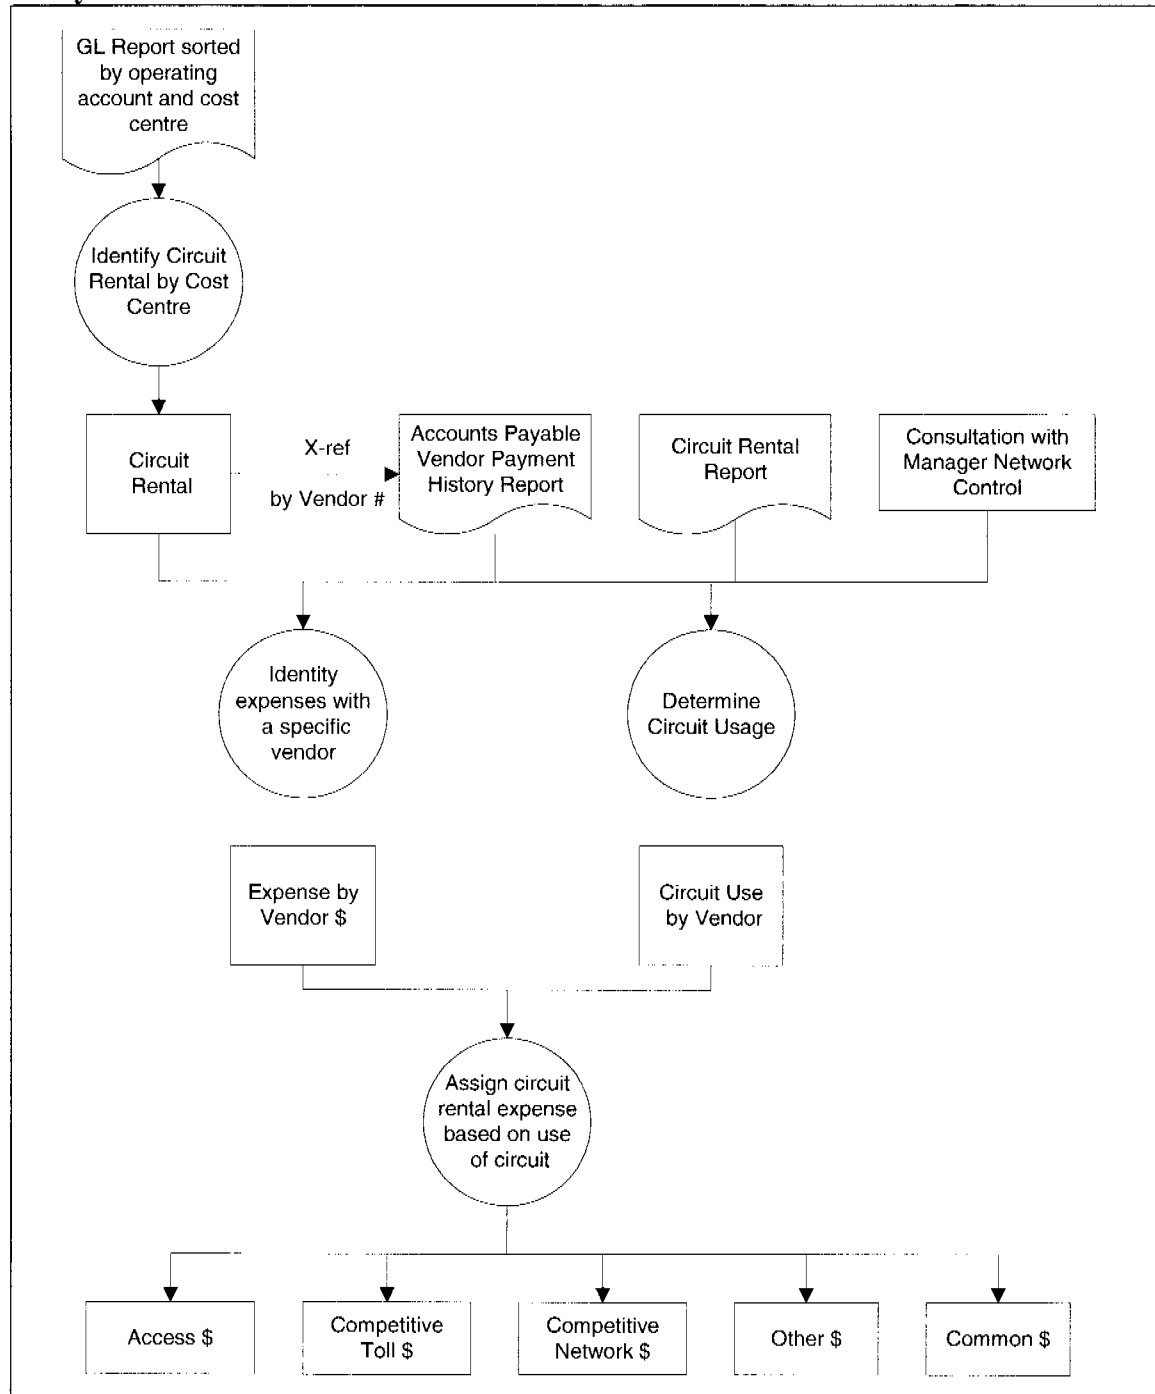 GL Report sorted
by operating
account and cost
centre
Identify Circuit
Rental by Cost
Centre
Circuit
Rental
X-ref
by Vendor #
Accounts Payable
Vendor Payment
History Report
Circuit Rental
Report
Consultation with
Manager Network
Control
Identity
expenses with
a specific
vendor
Determine
Circuit Usage
Expense by
Vendor $
Circuit Use
by Vendor
Assign circuit
rental expense
based on use
of circuit
Access $
Competitive
Toll $
Competitive
Network $
Other $
Common $